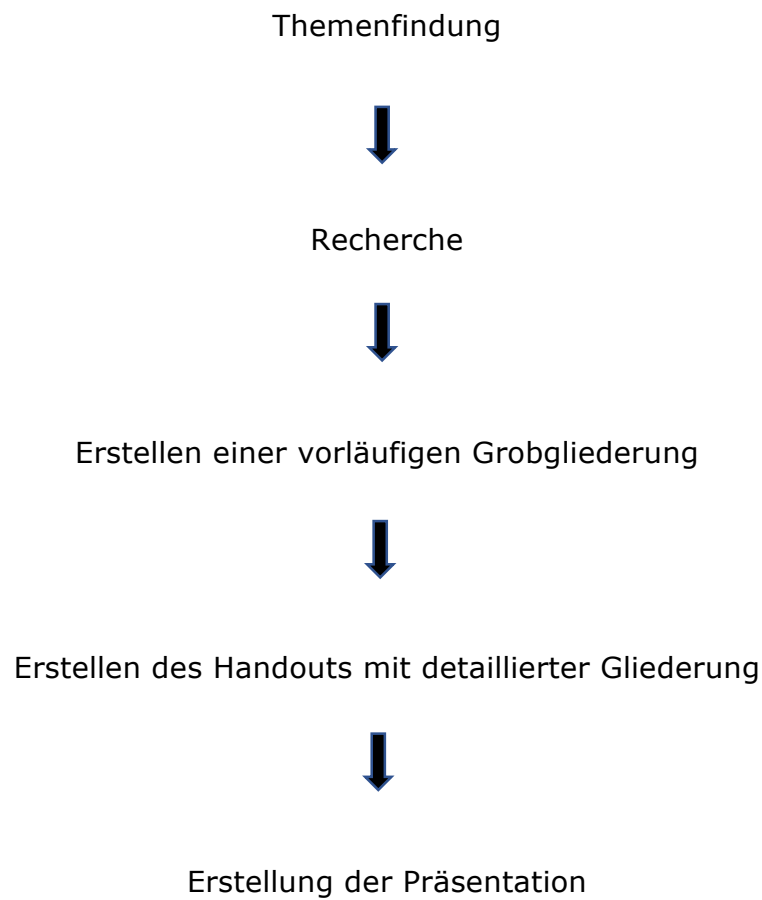 Themenfindung
Recherche
Erstellen einer vorläufigen Grobgliederung
Erstellen des Handouts mit detaillierter Gliederung
Erstellung der Präsentation